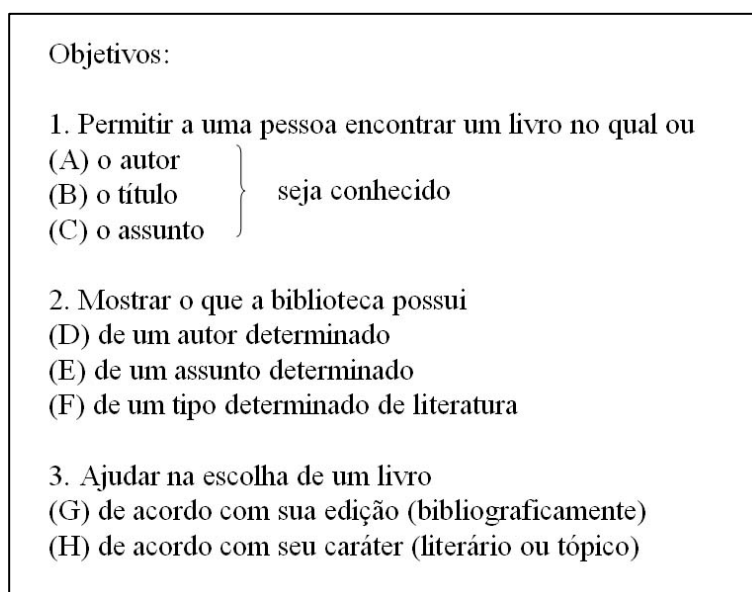 Objetivos:
1. Permitir a uma pessoa encontrar um livro no qual ou
(A) o autor
(B) o título
(C) o assunto
seja conhecido
2. Mostrar o que a biblioteca possui
(D) de um autor determinado
(E) de um assunto determinado
(F) de um tipo determinado de literatura
3. Ajudar na escolha de um livro
(G) de acordo com sua edição (bibliograficamente)
(H) de acordo com seu caráter (literário ou tópico)